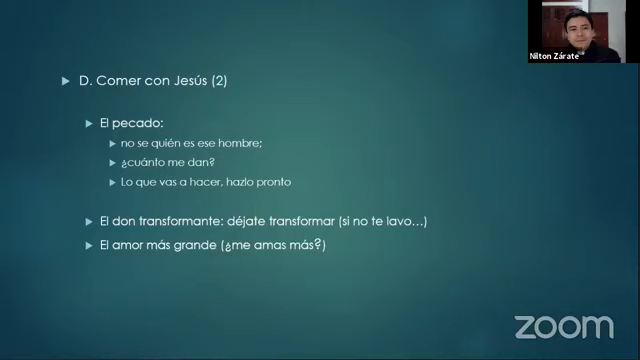 Nilton Zárate
D. Comer con Jesús (2)
El pecado:
no se quién es ese hombre;
¿cuánto me dan?
Lo que vas a hacer, hazlo pronto
El don transformante: déjate transformar (si no te lavo…)
El amor más grande (¿me amas más?)
zoom